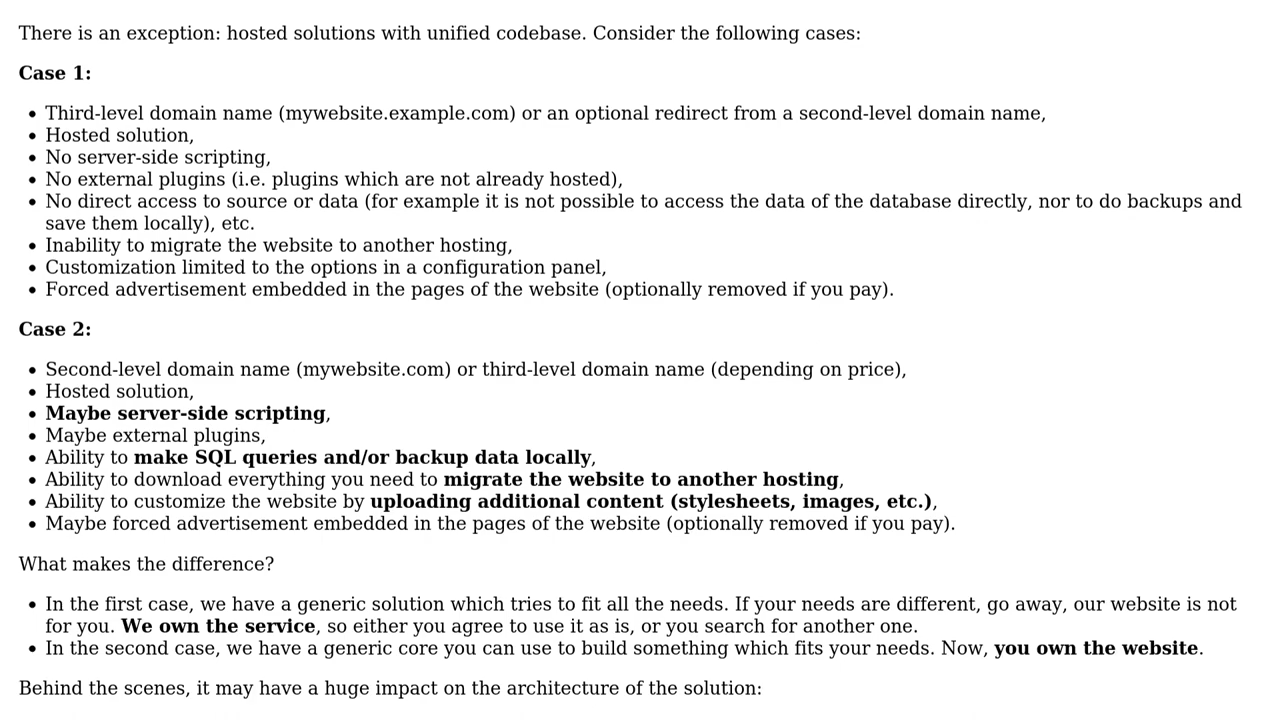 There is an exception: hosted solutions with unified codebase. Consider the following cases:
Case 1:
• Third-level domain name (mywebsite.example.com) or an optional redirect from a second-level domain name,
• Hosted solution,
• No server-side scripting,
• No external plugins (i.e. plugins which are not already hosted),
• No direct access to source or data (for example it is not possible to access the data of the database directly, nor to do backups and
save them locally), etc.
• Inability to migrate the website to another hosting,
• Customization limited to the options in a configuration panel,
• Forced advertisement embedded in the pages of the website (optionally removed if you pay).
Case 2:
• Second-level domain name (mywebsite.com) or third-level domain name (depending on price),
• Hosted solution,
• Maybe server-side scripting,
• Maybe external plugins,
• Ability to make SQL queries and/or backup data locally,
• Ability to download everything you need to migrate the website to another hosting,
• Ability to customize the website by uploading additional content (stylesheets, images, etc.),
• Maybe forced advertisement embedded in the pages of the website (optionally removed if you pay).
What makes the difference?
• In the first case, we have a generic solution which tries to fit all the needs. If your needs are different, go away, our website is not
for you. We own the service, so either you agree to use it as is, or you search for another one.
• In the second case, we have a generic core you can use to build something which fits your needs. Now, you own the website.
Behind the scenes, it may have a huge impact on the architecture of the solution: